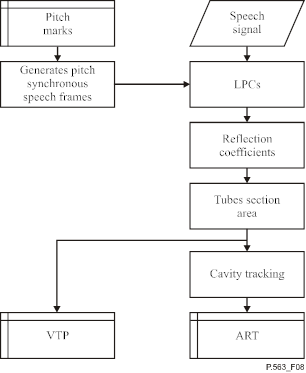 Pitch
marks
Speech
signal
Generates pitch
synchronous
speech frames
LPCs
Reflection
coefficients
Tubes section
area
Cavity tracking
VTP
ART
P.563_F08